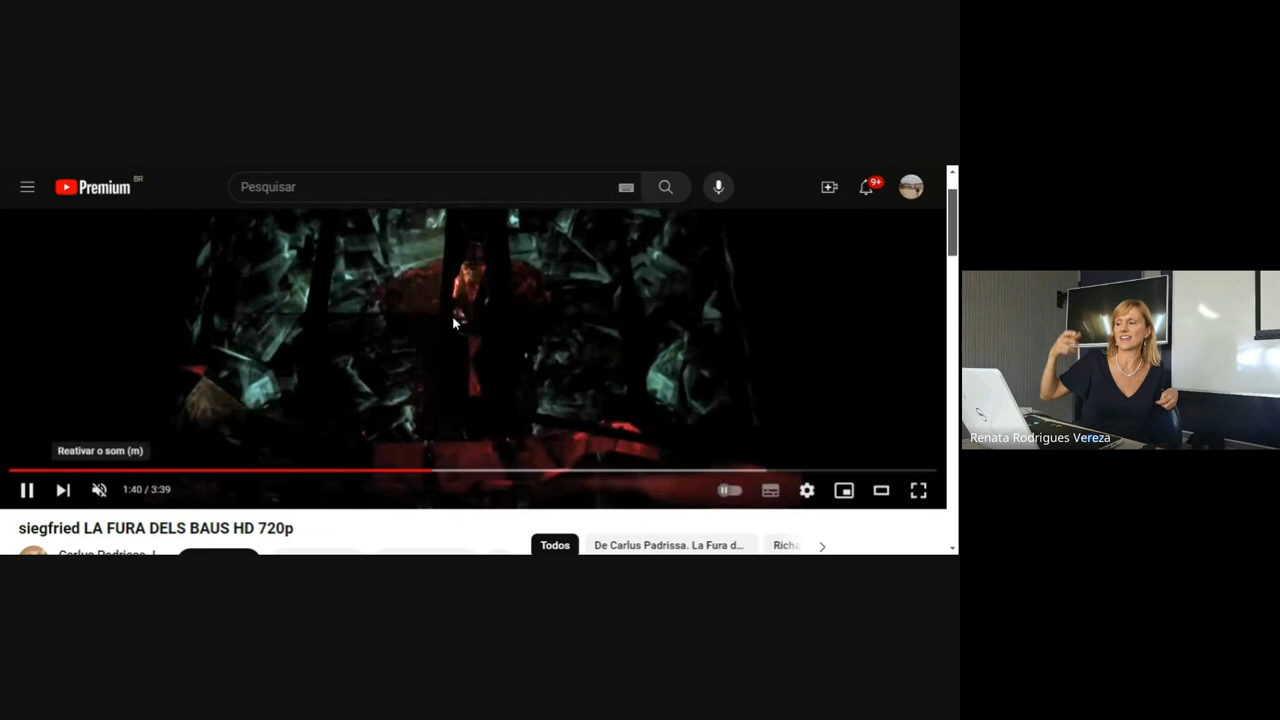 Premium BR
Pesquisar
9+
Reativar o som (m)
1:40 / 3:39
siegfried LA FURA DELS BAUS HD 720p
Todos
De Carlus Padrissa. La Fura d...
Renata Rodrigues Vereza